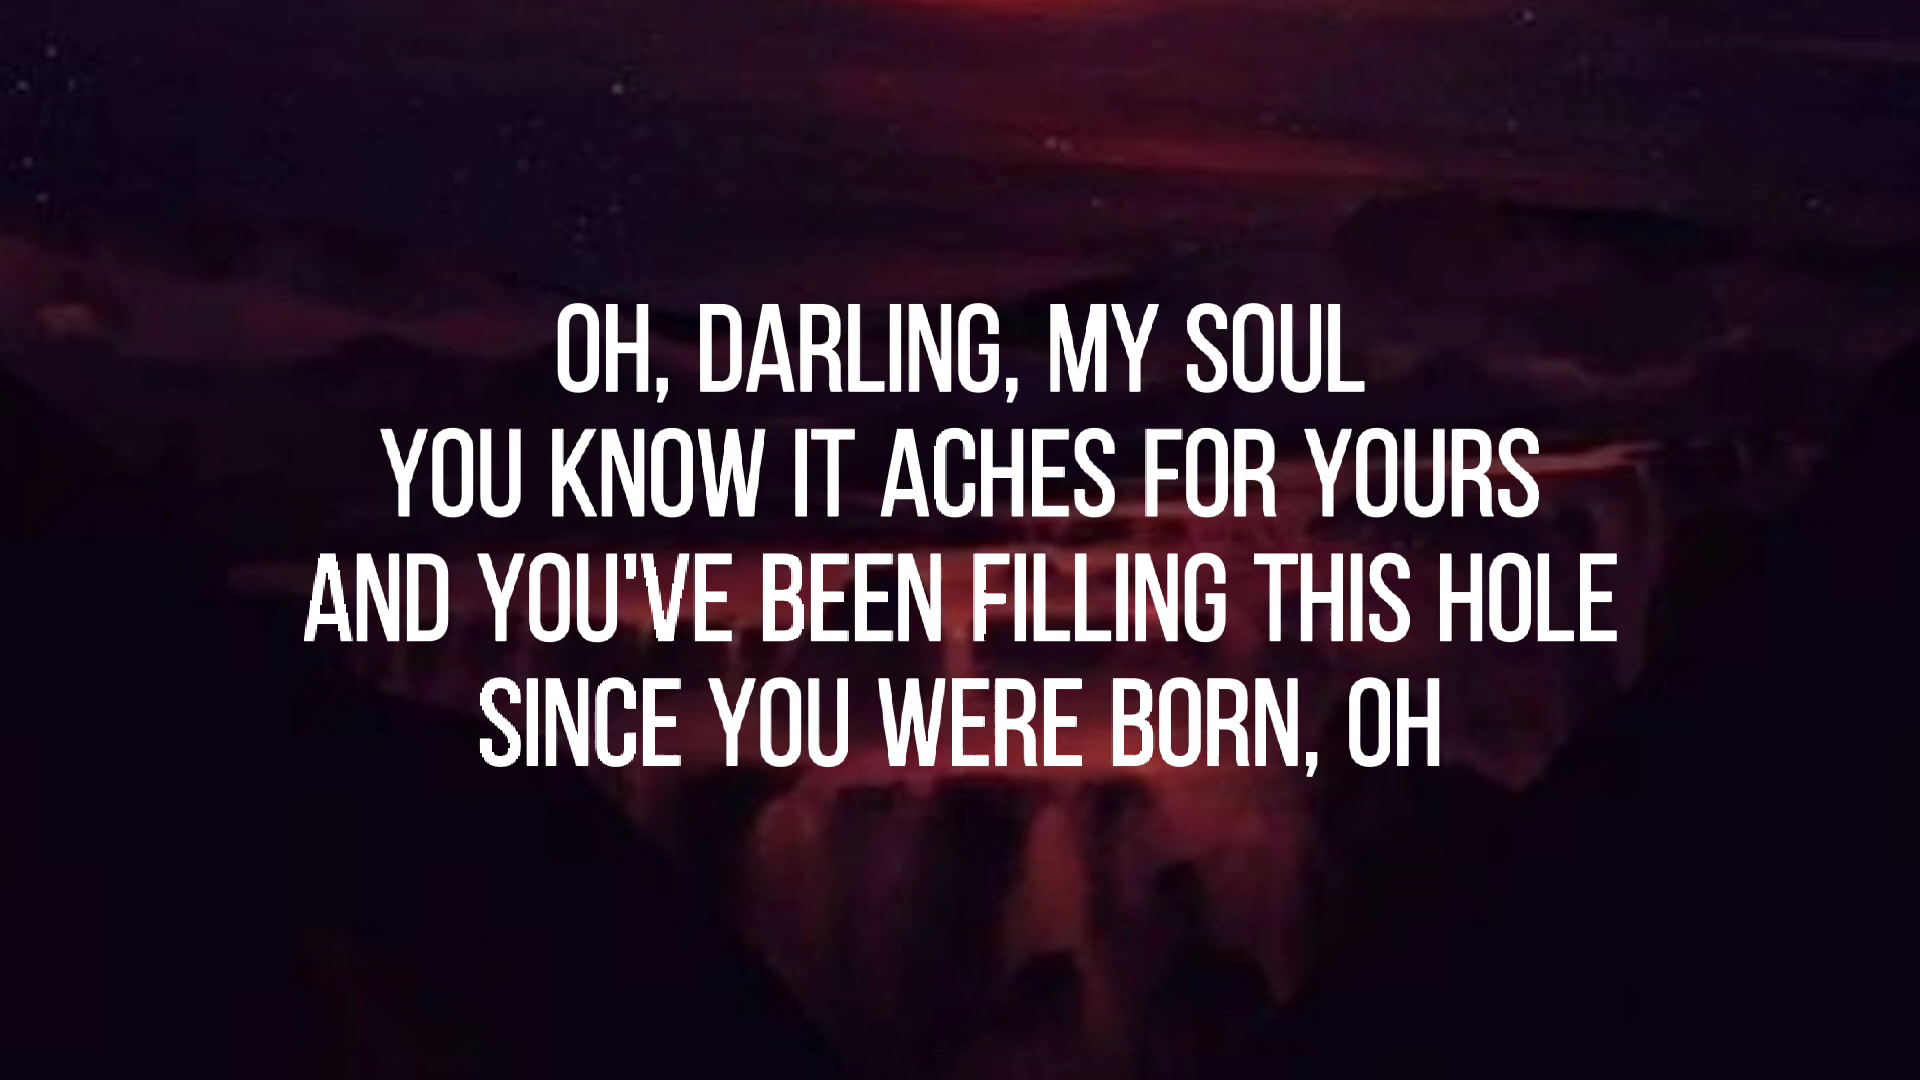 OH, DARLING, MY SOUL
YOU KNOW IT ACHES FOR YOURS
AND YOU'VE BEEN FILLING THIS HOLE
SINCE YOU WERE BORN, OH